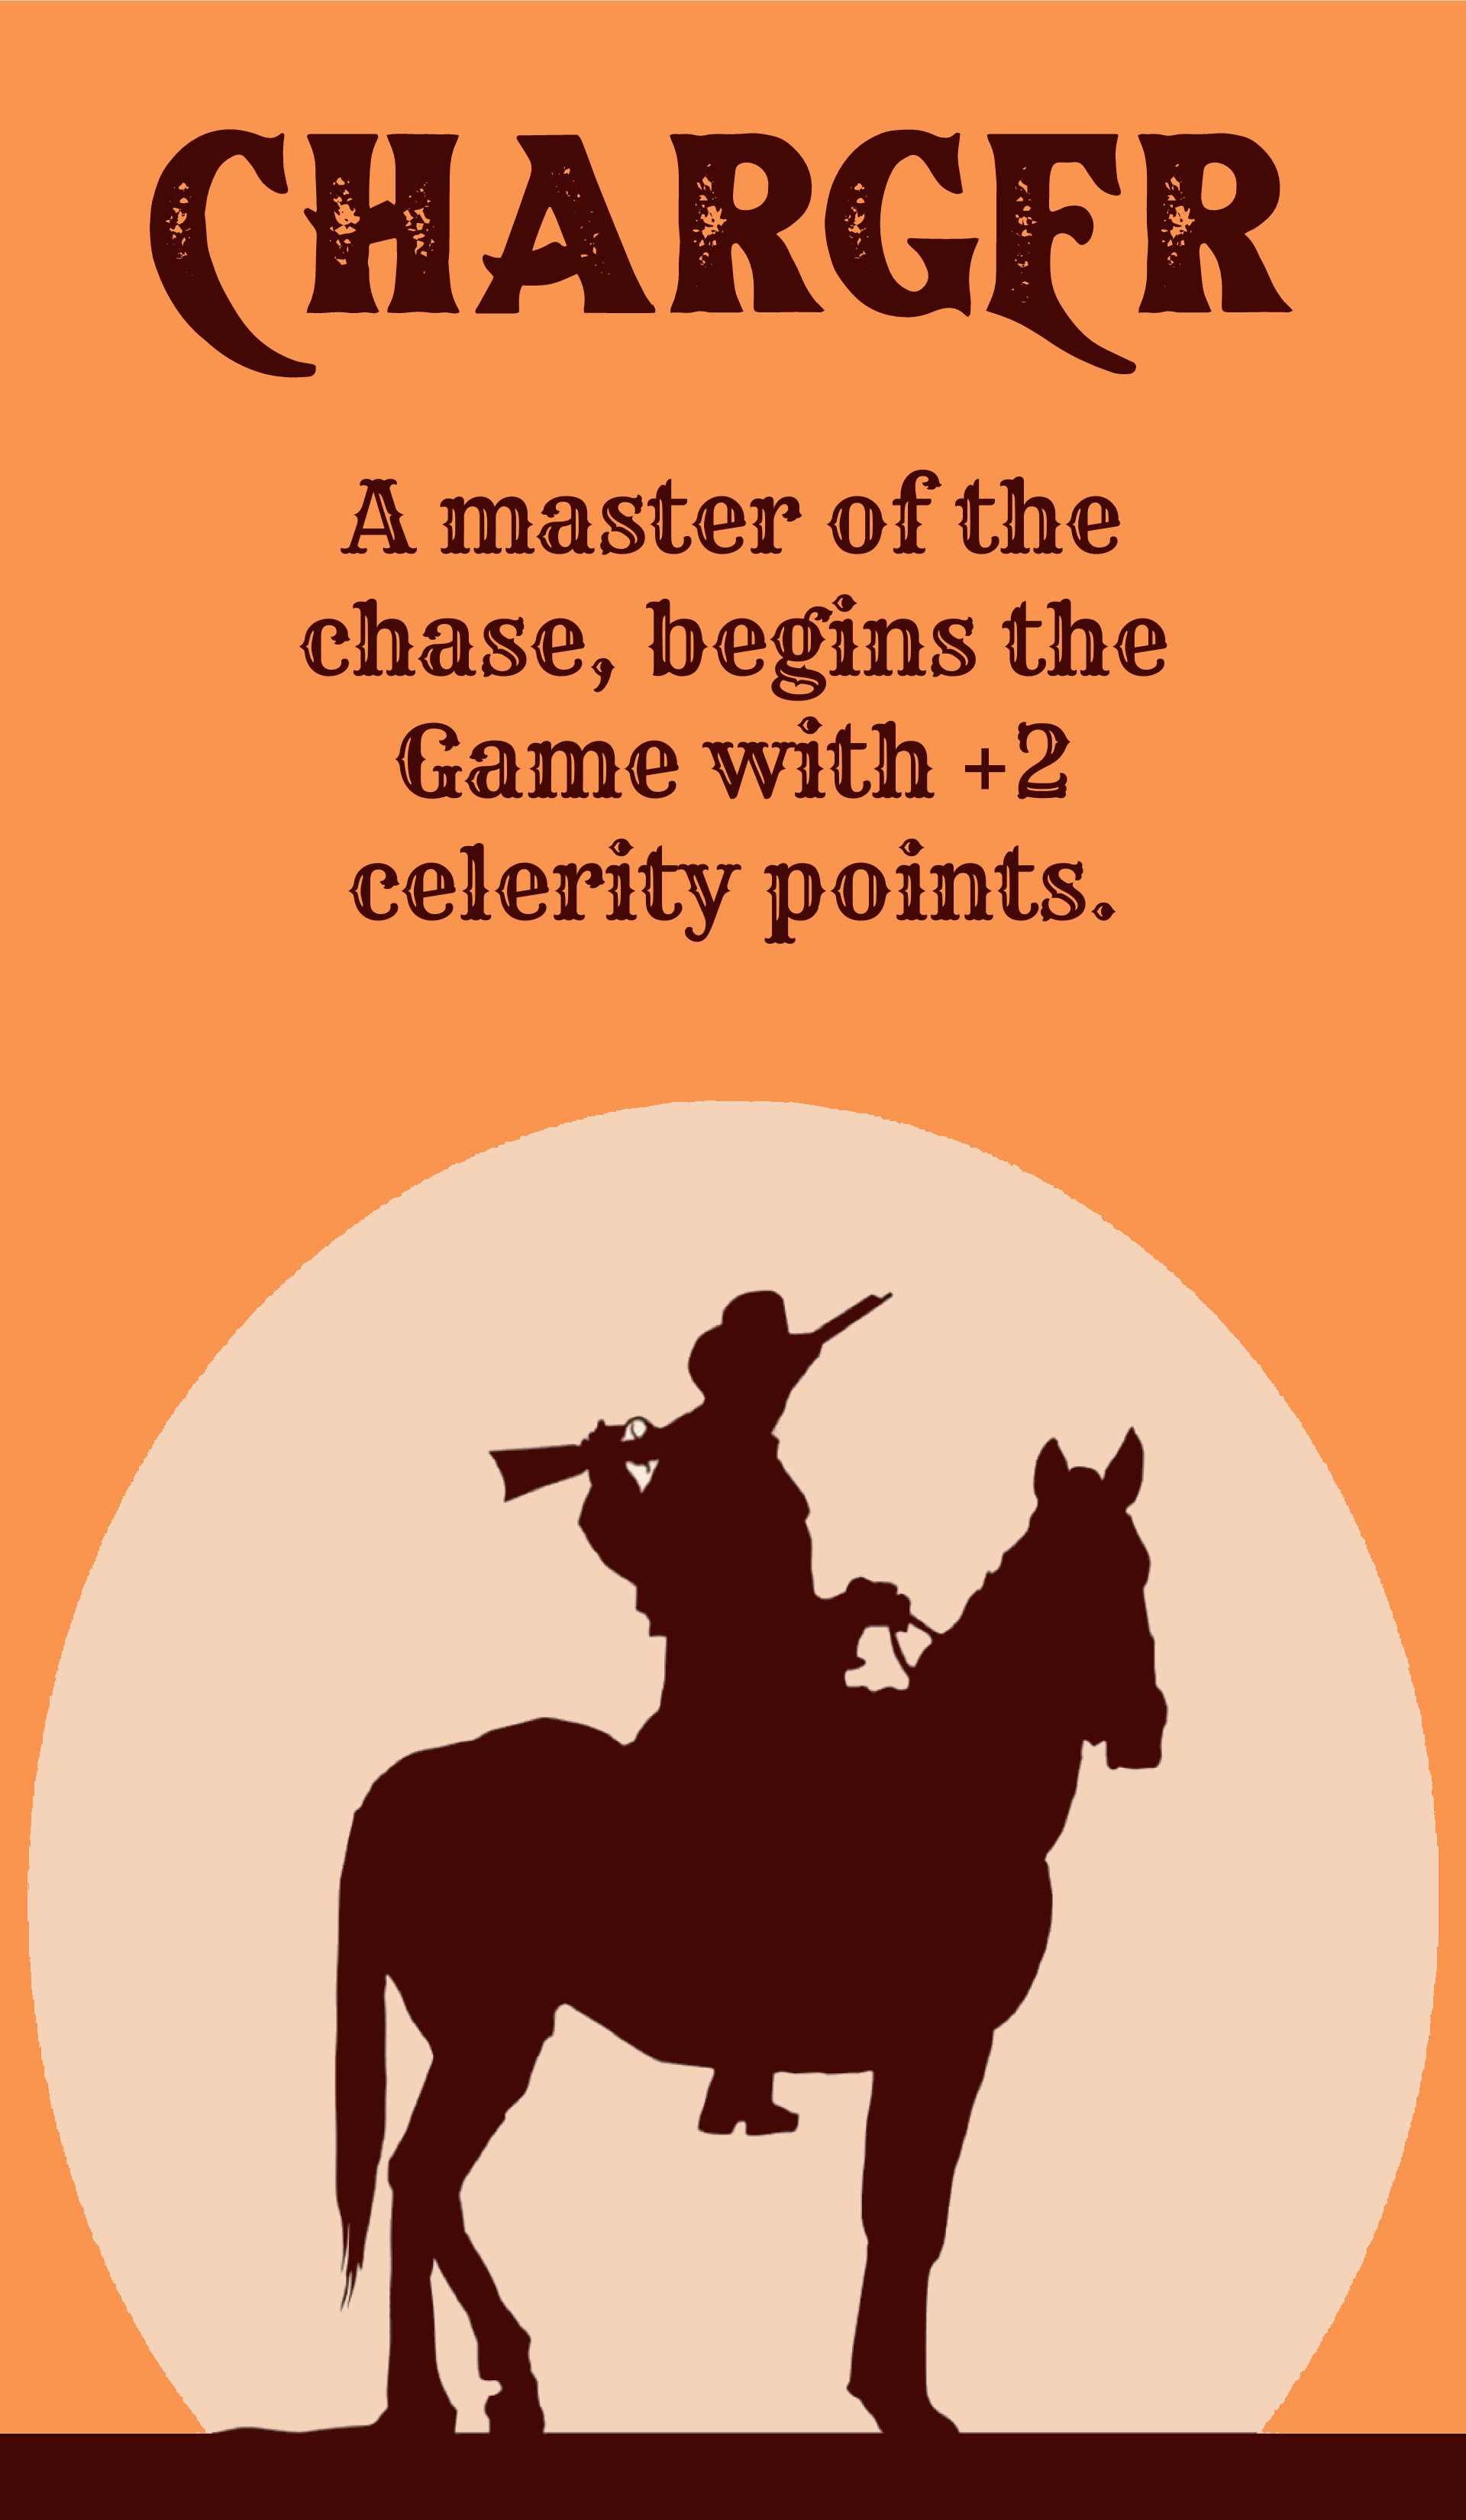 CHARGER
A master of the
chase, begins the
Game with +2
celerity points.